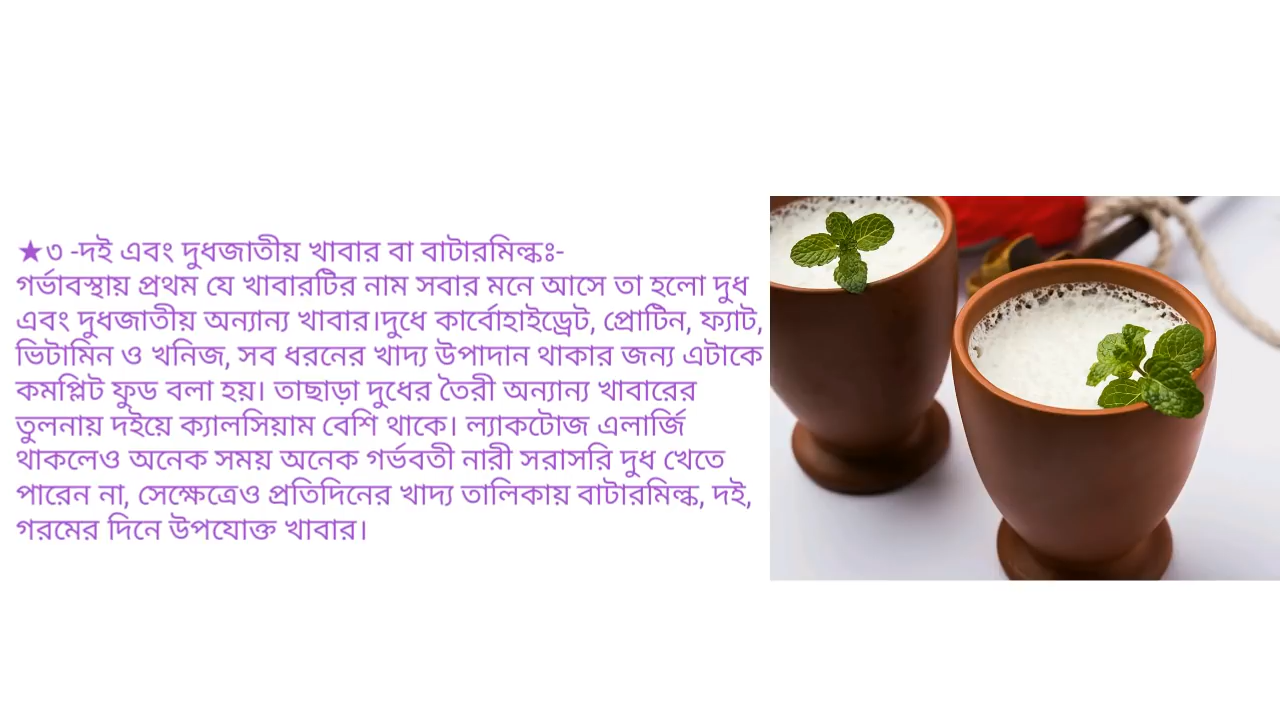 ★৩ -দই এবং দুধজাতীয় খাবার বা বাটারমিল্কঃ-
গর্ভাবস্থায় প্রথম যে খাবারটির নাম সবার মনে আসে তা হলো দুধ
এবং দুধজাতীয় অন্যান্য খাবার।দুধে কার্বোহাইড্রেট, প্রোটিন, ফ্যাট,
ভিটামিন ও খনিজ, সব ধরনের খাদ্য উপাদান থাকার জন্য এটাকে
কমপ্লিট ফুড বলা হয়। তাছাড়া দুধের তৈরী অন্যান্য খাবারের
তুলনায় দইয়ে ক্যালসিয়াম বেশি থাকে। ল্যাকটোজ এলার্জি
থাকলেও অনেক সময় অনেক গর্ভবতী নারী সরাসরি দুধ খেতে
পারেন না, সেক্ষেত্রেও প্রতিদিনের খাদ্য তালিকায় বাটারমিল্ক, দই,
গরমের দিনে উপযোক্ত খাবার।